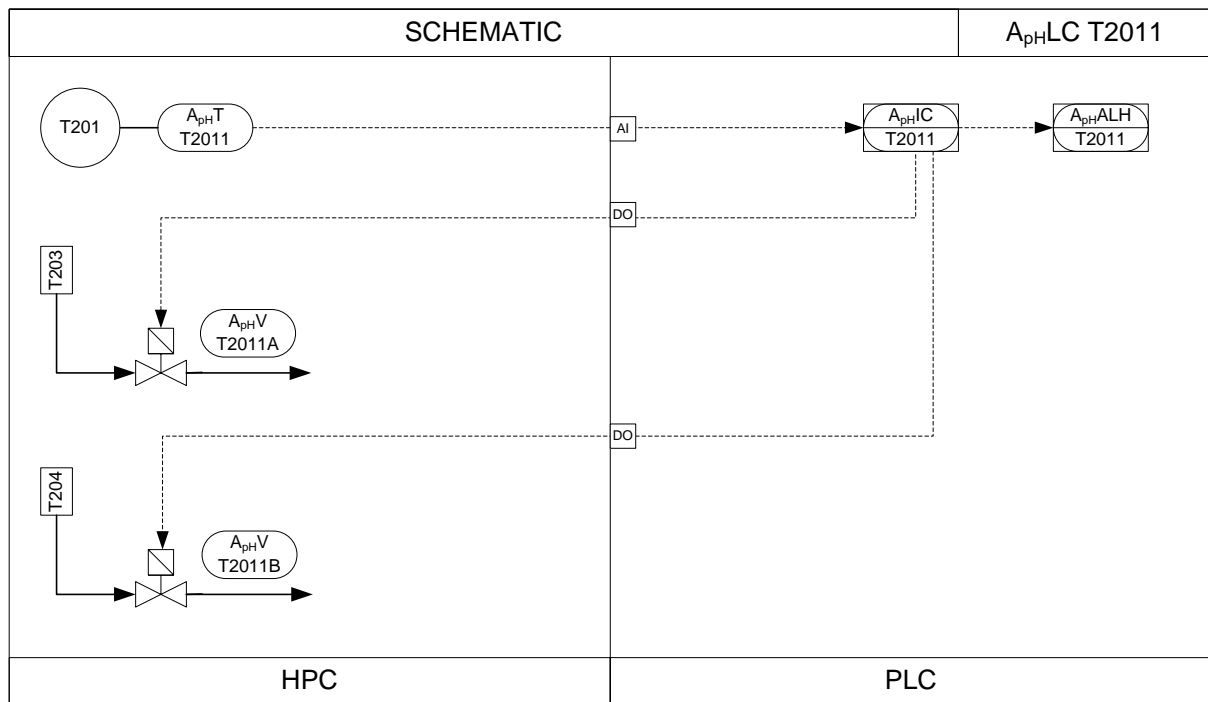 SCHEMATIC
ApHLC T2011
T201
ApHT
T2011
AI
ApHIC
T2011
ApHALH
T2011
DO
T203
ApHV
T2011A
DO
T204
ApHV
T2011B
HPC
PLC